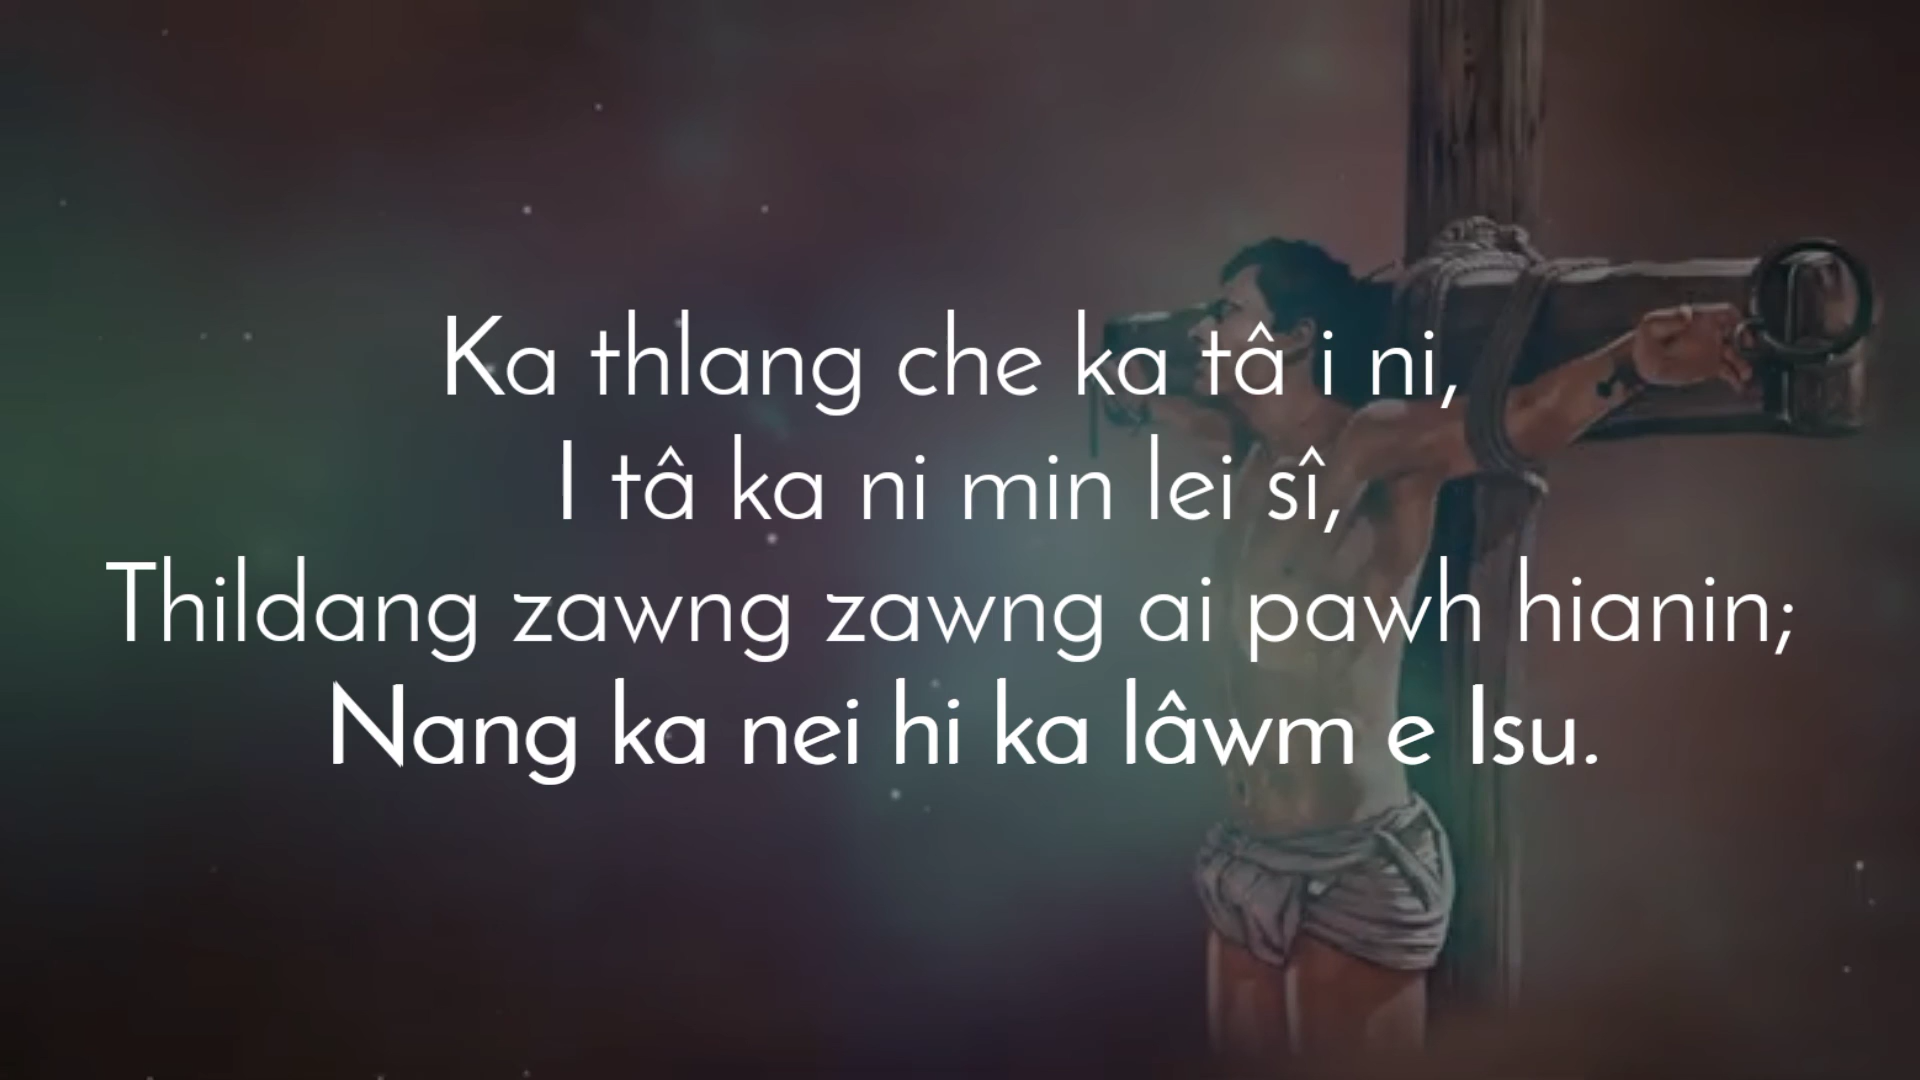 Ka thlang che ka tâ i ni,
I tâ ka ni min lei sî,
Thildang zawng zawng ai pawh hianin;
Nang ka nei hi ka lâwm e Isu.